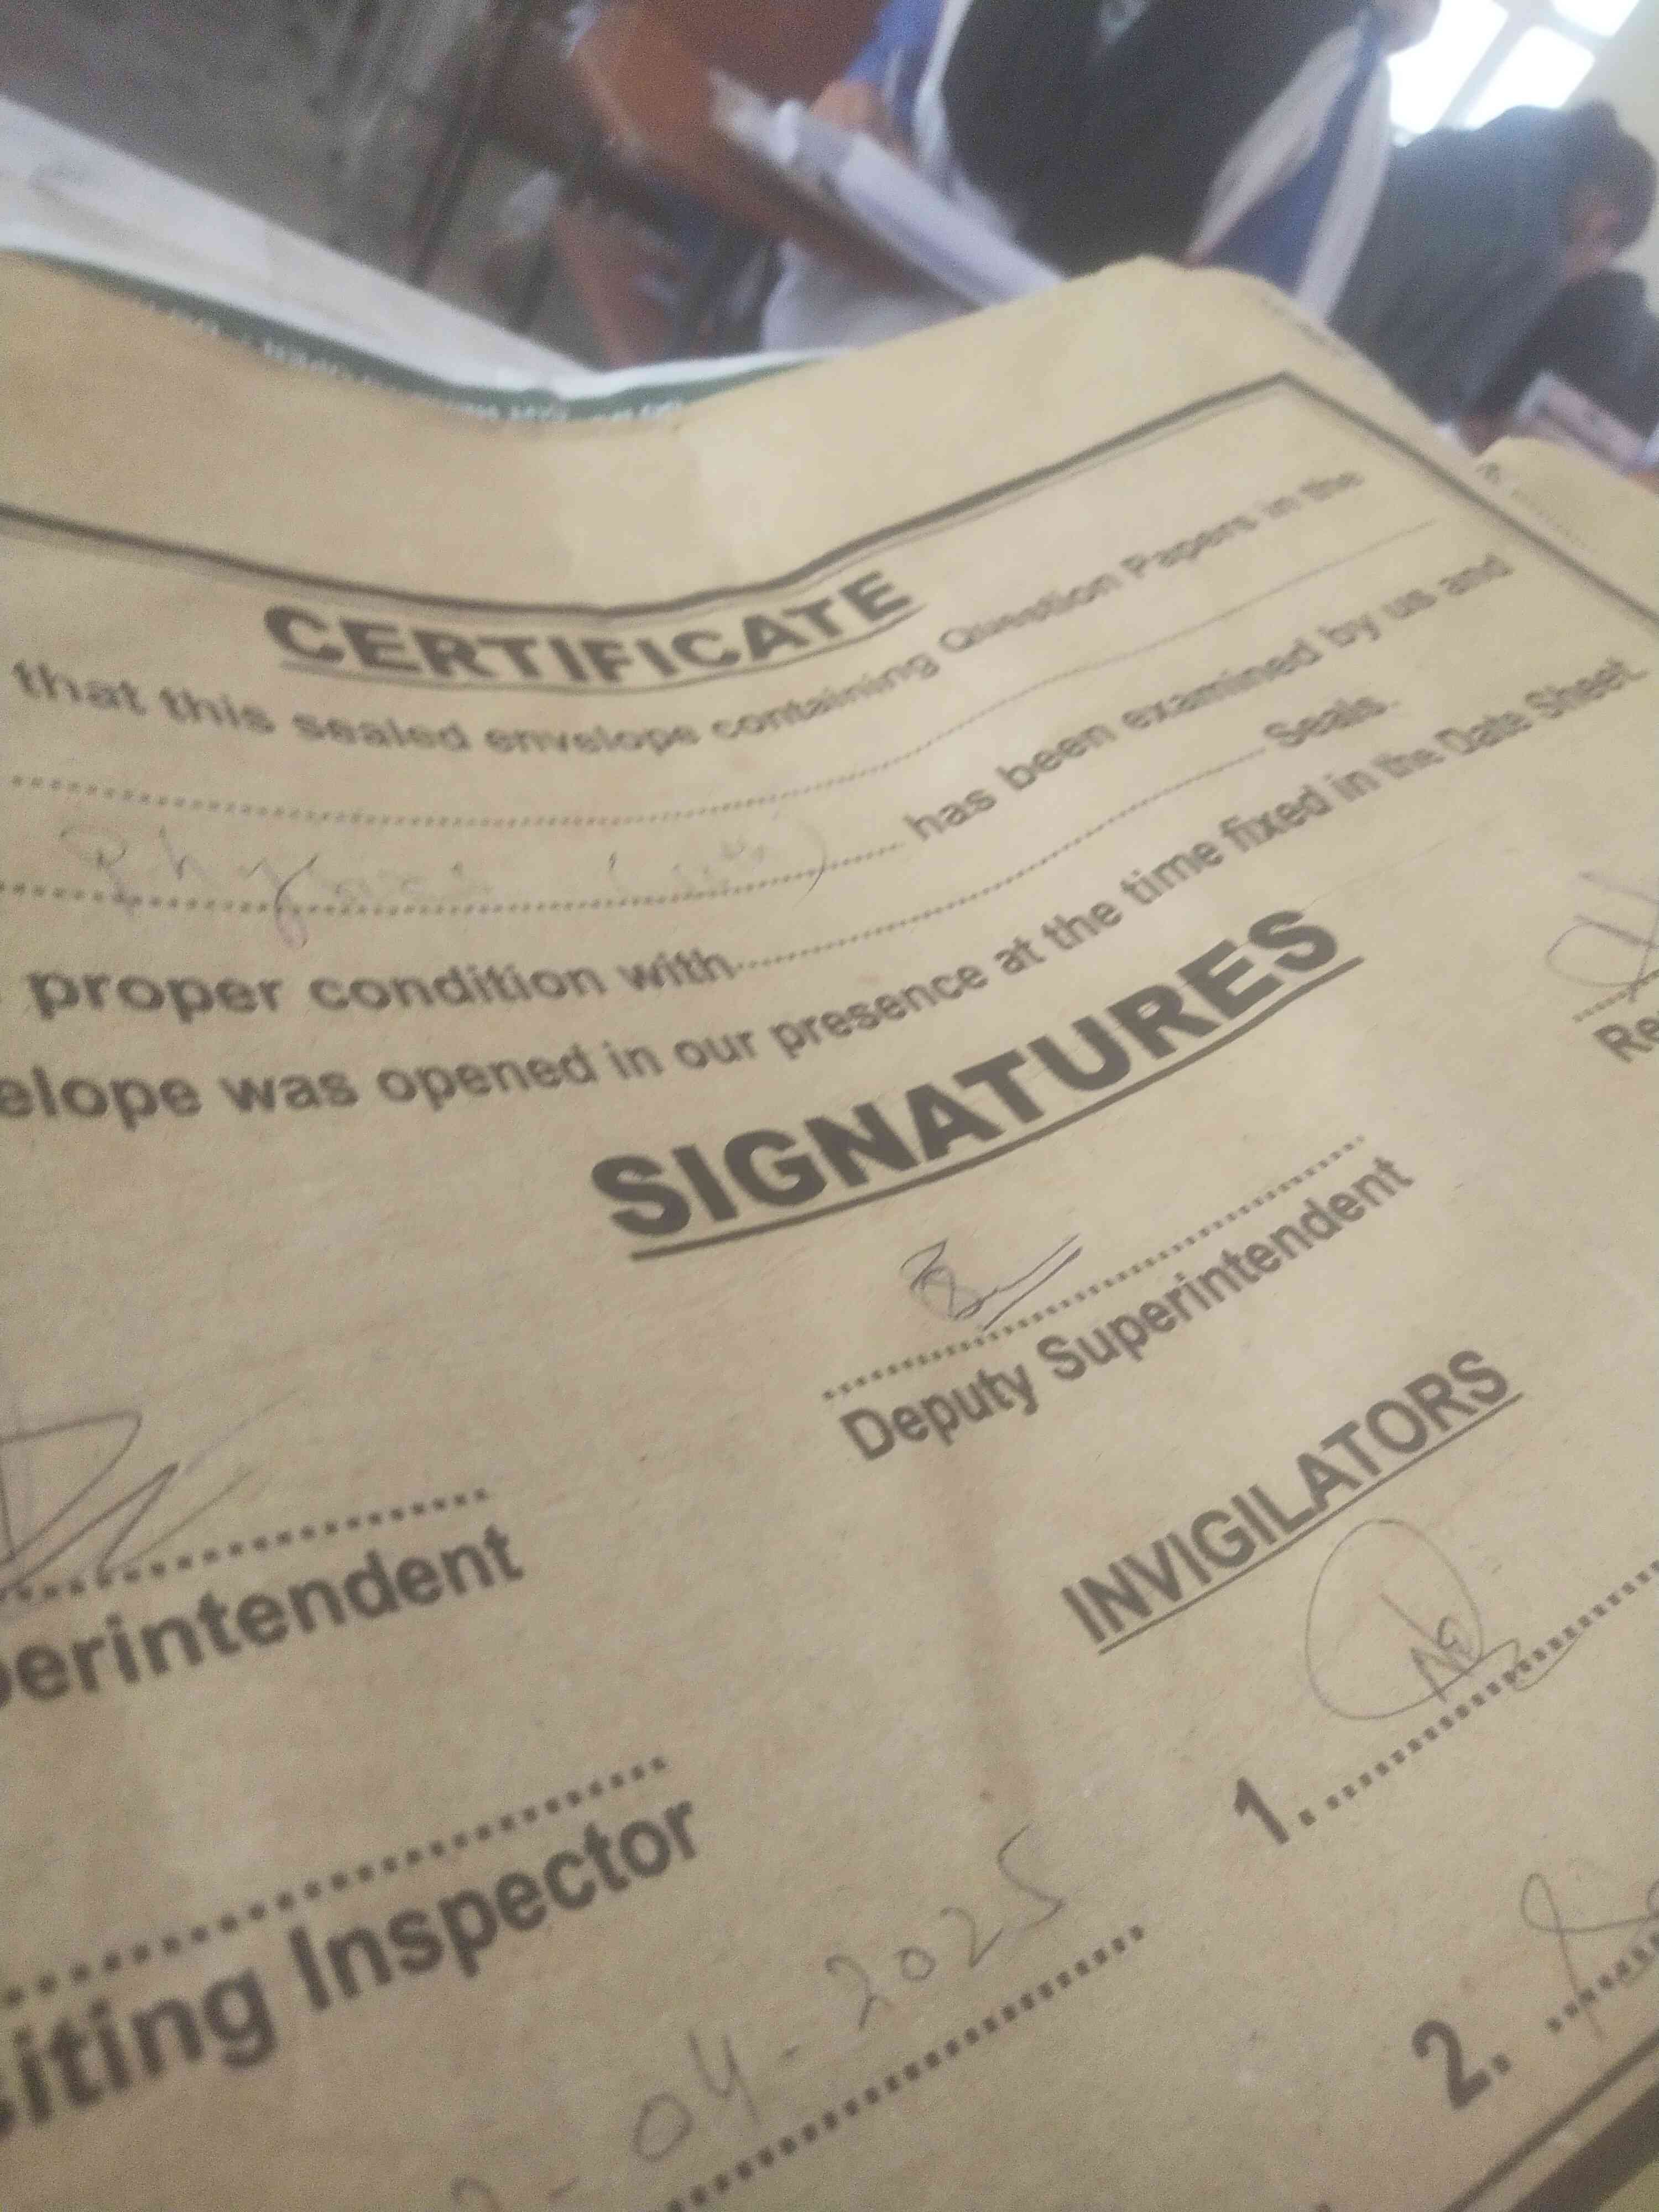 CERTIFICATE
that this sealed envelope containing Question Papers in the
has been examined by us and
proper condition with Seals.
elope was opened in our presence at the time fixed in the Date Sheet.
SIGNATURES
Re
Deputy Superintendent
perintendent
INVIGILATORS
1.
siting Inspector
- 04-2025
2.